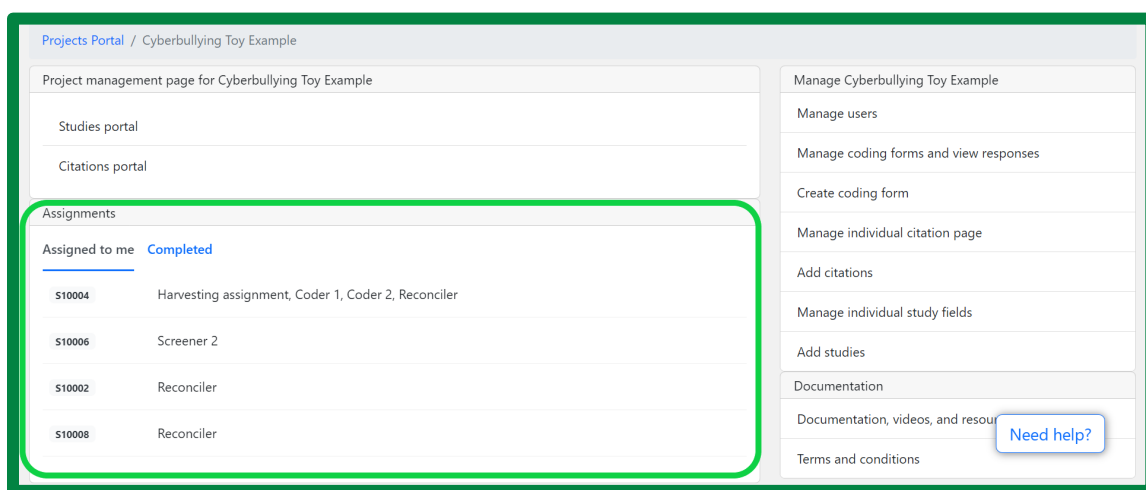 Projects Portal / Cyberbullying Toy Example
Project management page for Cyberbullying Toy Example
Studies portal
Citations portal
Assignments
Assigned to me Completed
S10004 Harvesting assignment, Coder 1, Coder 2, Reconciler
S10006 Screener 2
S10002 Reconciler
S10008 Reconciler
Manage Cyberbullying Toy Example
Manage users
Manage coding forms and view responses
Create coding form
Manage individual citation page
Add citations
Manage individual study fields
Add studies
Documentation
Documentation, videos, and
Need help?
Terms and conditions